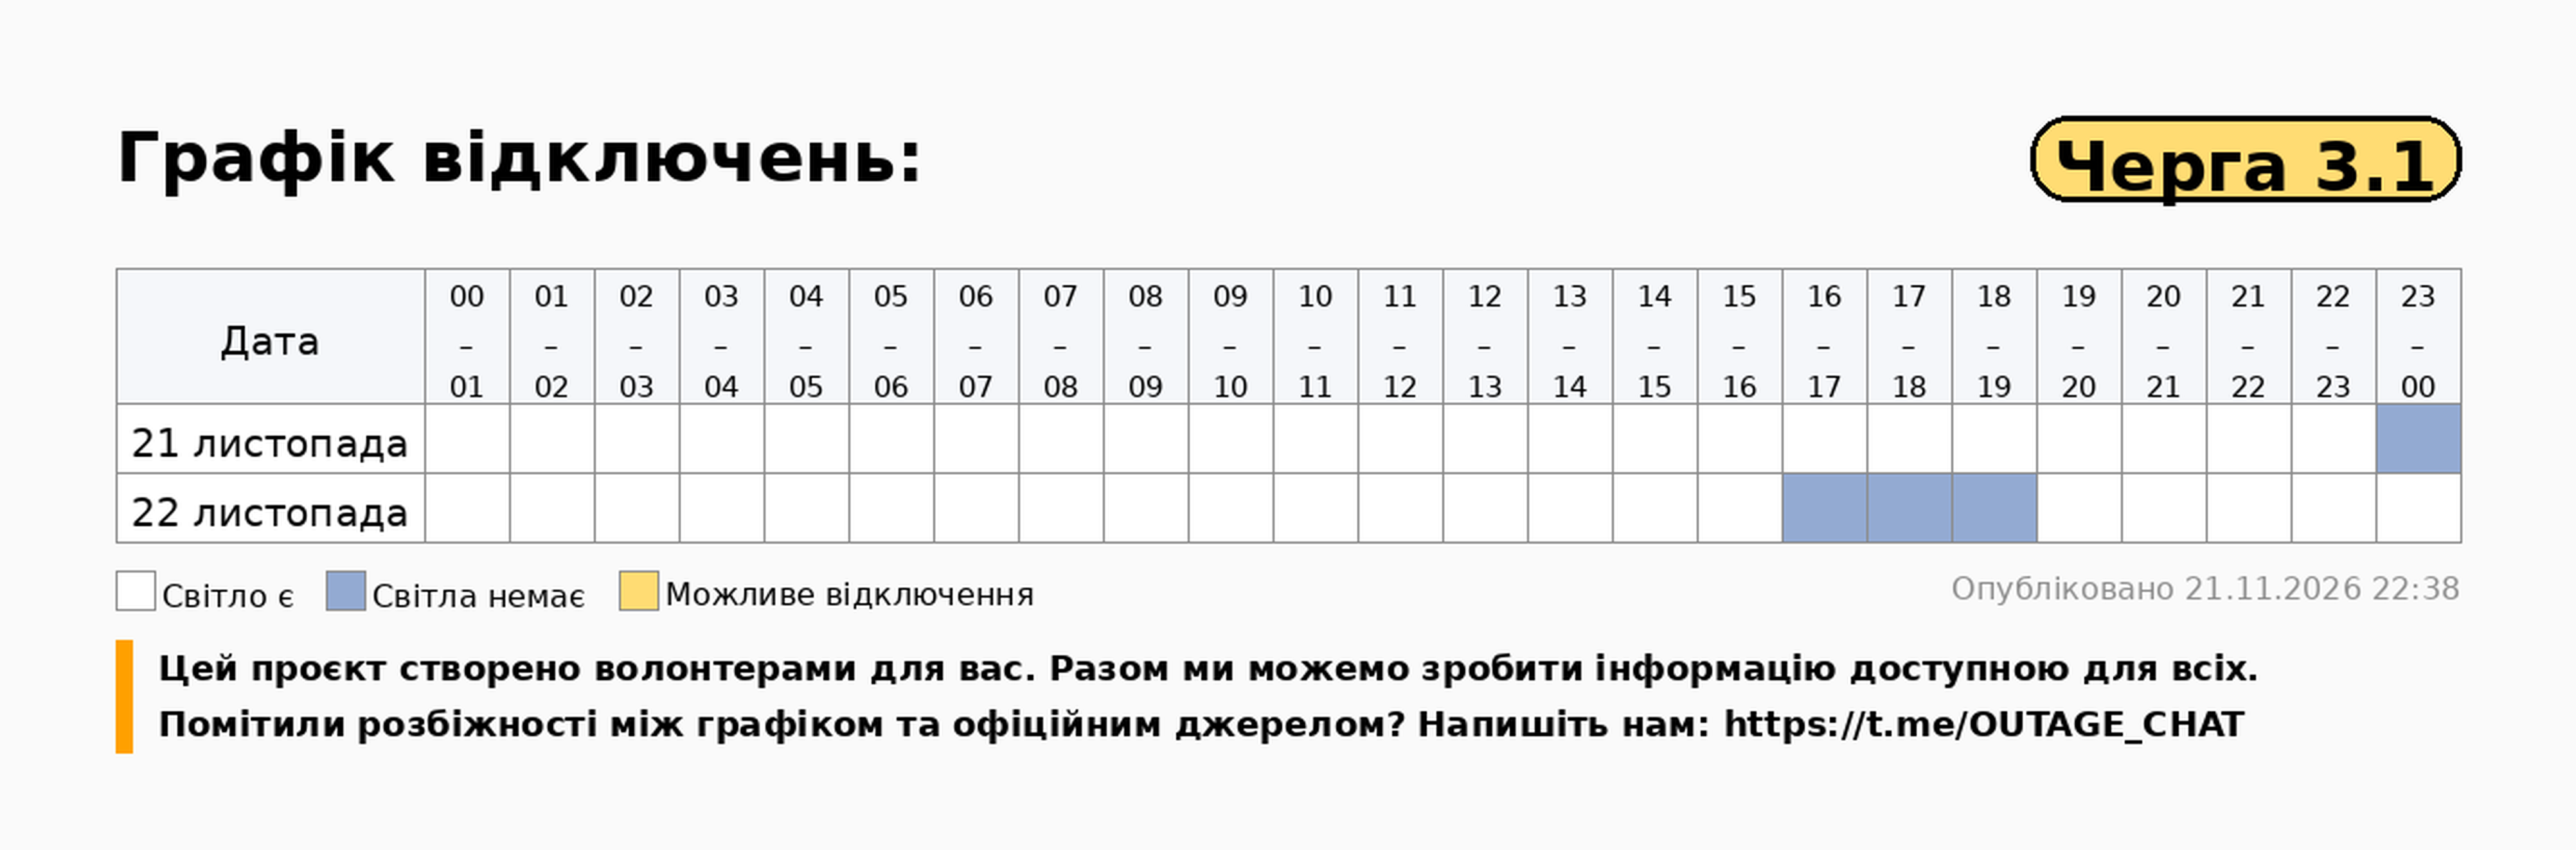 Графік відключень:
Черга 3.1
Дата
00 – 01
01 – 02
02 – 03
03 – 04
04 – 05
05 – 06
06 – 07
07 – 08
08 – 09
09 – 10
10 – 11
11 – 12
12 – 13
13 – 14
14 – 15
15 – 16
16 – 17
17 – 18
18 – 19
19 – 20
20 – 21
21 – 22
22 – 23
23 – 00
21 листопада
22 листопада
Світло є
Світла немає
Можливе відключення
Опубліковано 21.11.2026 22:38
Цей проєкт створено волонтерами для вас. Разом ми можемо зробити інформацію доступною для всіх.
Помітили розбіжності між графіком та офіційним джерелом? Напишіть нам: https://t.me/OUTAGE_CHAT